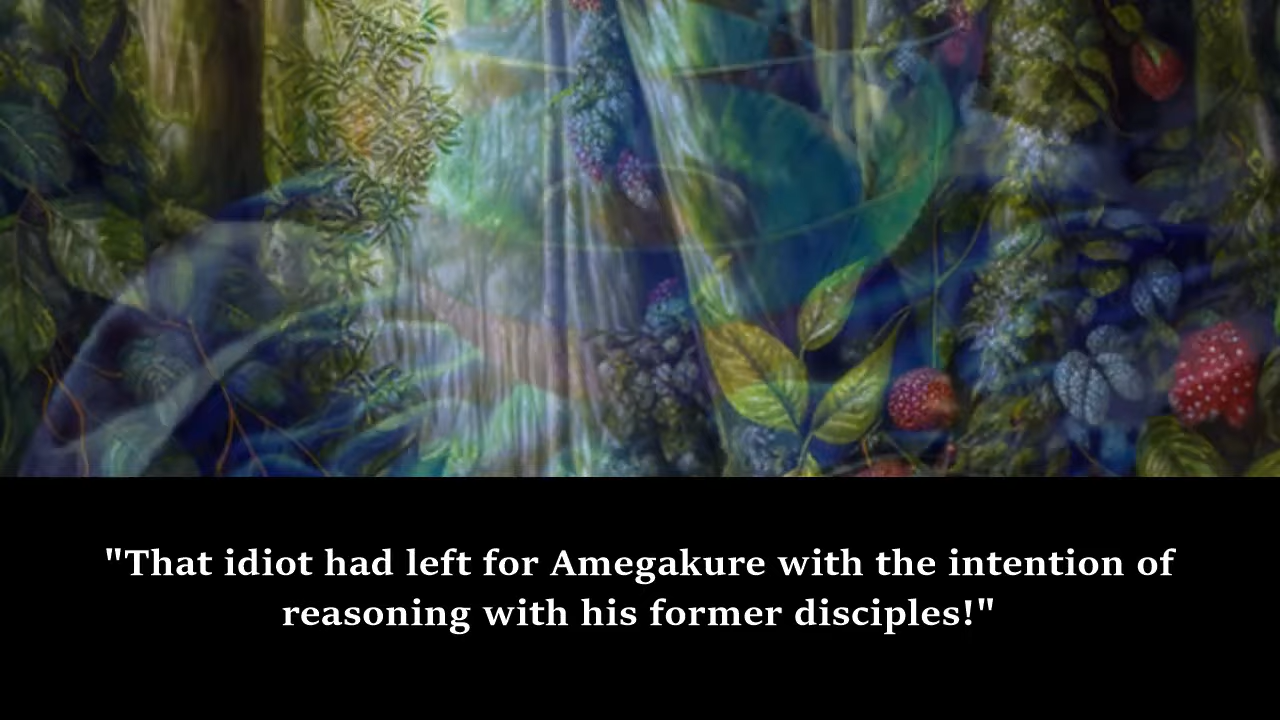 "That idiot had left for Amegakure with the intention of
reasoning with his former disciples!"